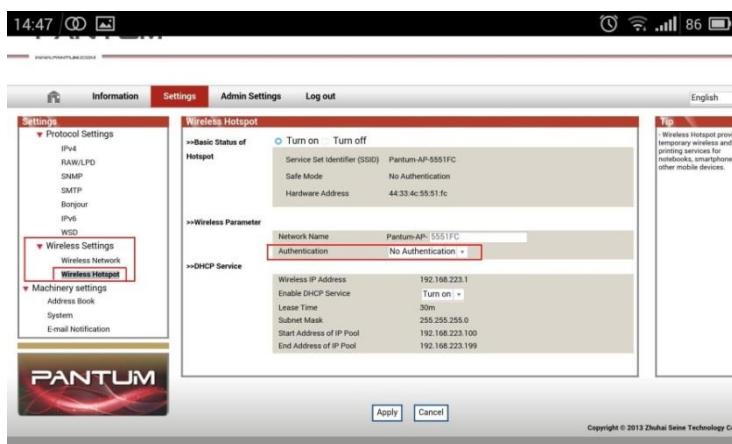 14:47 86
PANTUM
WWW.PANTUM.COM
Information Settings Admin Settings Log out English
Settings
Protocol Settings
IPv4
RAW/LPD
SNMP
SMTP
Bonjour
IPv6
WSD
Wireless Settings
Wireless Network
Wireless Hotspot
Machinery settings
Address Book
System
E-mail Notification
PANTUM
Wireless Hotspot
>>Basic Status of
Hotspot
Turn on Turn off
Service Set Identifier (SSID) Pantum-AP-5551FC
Safe Mode No Authentication
Hardware Address 44:33:4c:55:51:fc
>>Wireless Parameter
Network Name Pantum-AP- 5551FC
Authentication No Authentication
>>DHCP Service
Wireless IP Address 192.168.223.1
Enable DHCP Service Turn on
Lease Time 30m
Subnet Mask 255.255.255.0
Start Address of IP Pool 192.168.223.100
End Address of IP Pool 192.168.223.199
Apply Cancel
Tip
- Wireless Hotspot provi
temporary wireless and
printing services for
notebooks, smartphone
other mobile devices.
Copyright © 2013 Zhuhai Seine Technology C